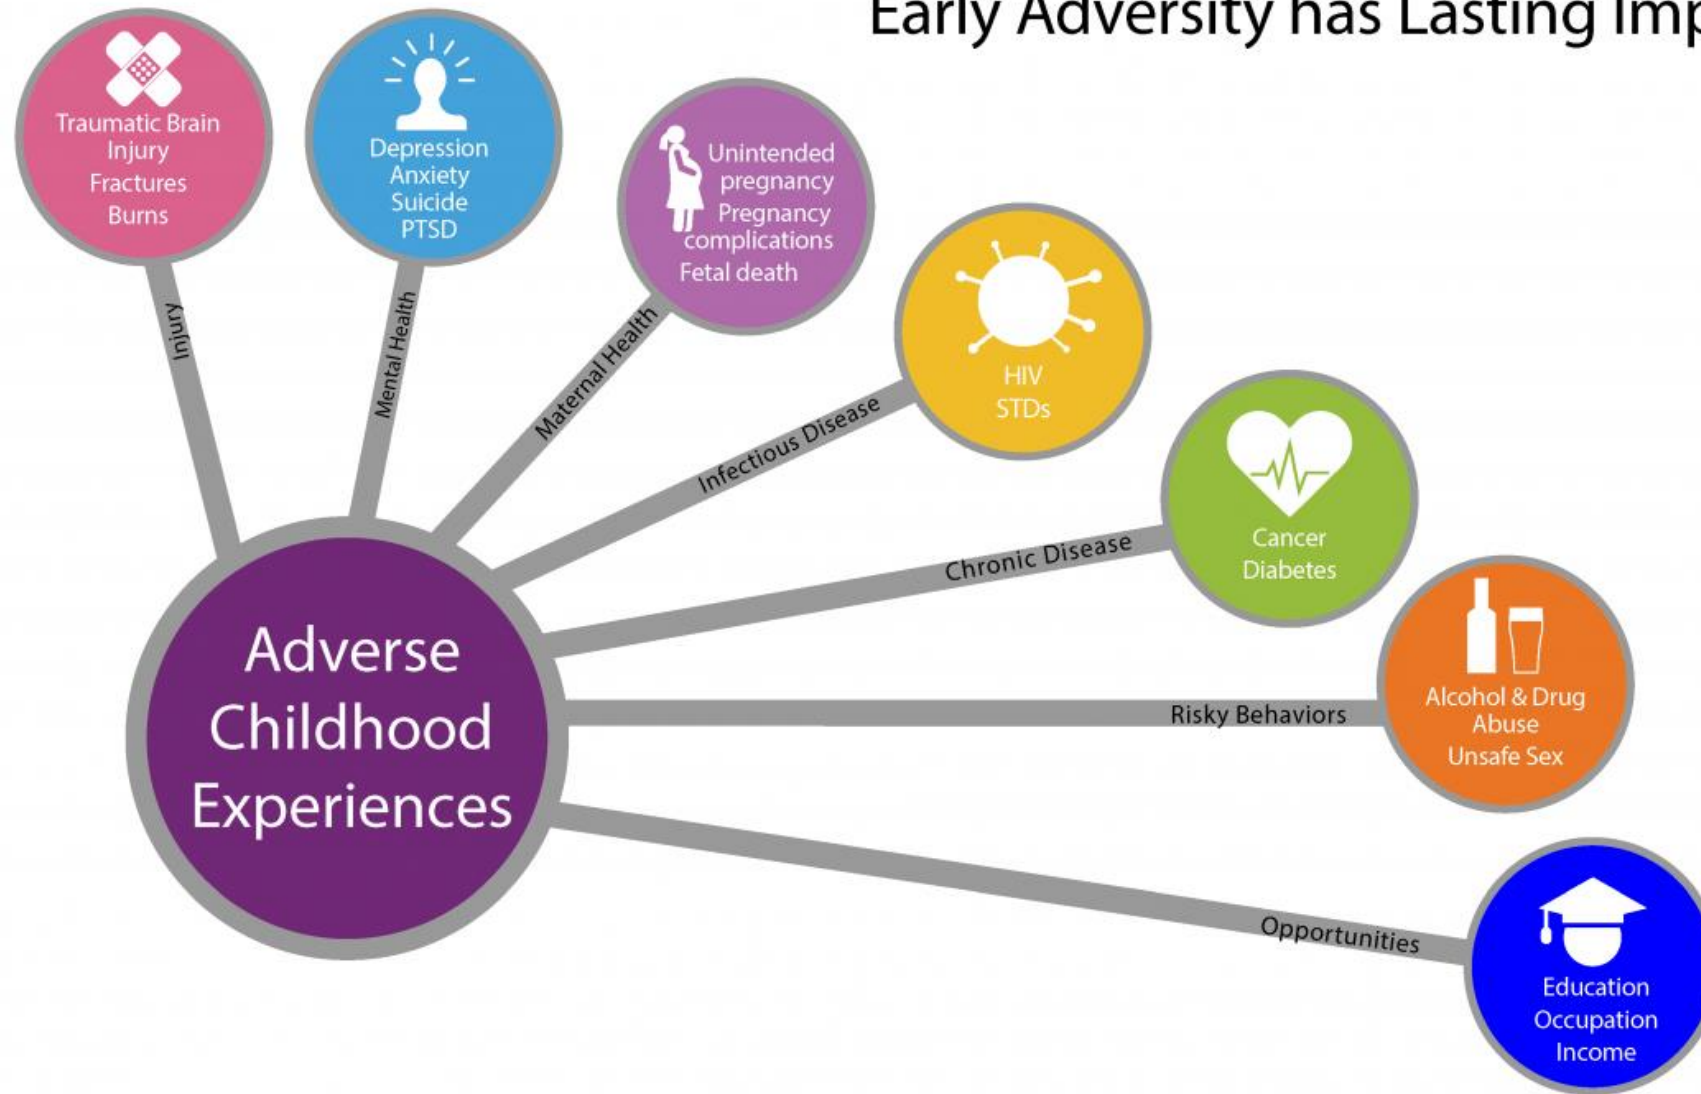 Early Adversity has Lasting
Traumatic Brain
Injury
Fractures
Burns
Depression
Anxiety
Suicide
PTSD
Unintended
pregnancy
Pregnancy
complications
Fetal death
HIV
STDs
Cancer
Diabetes
Alcohol & Drug
Abuse
Unsafe Sex
Education
Occupation
Income
Injury
Mental Health
Maternal Health
Infectious Disease
Chronic Disease
Risky Behaviors
Opportunities
Adverse
Childhood
Experiences